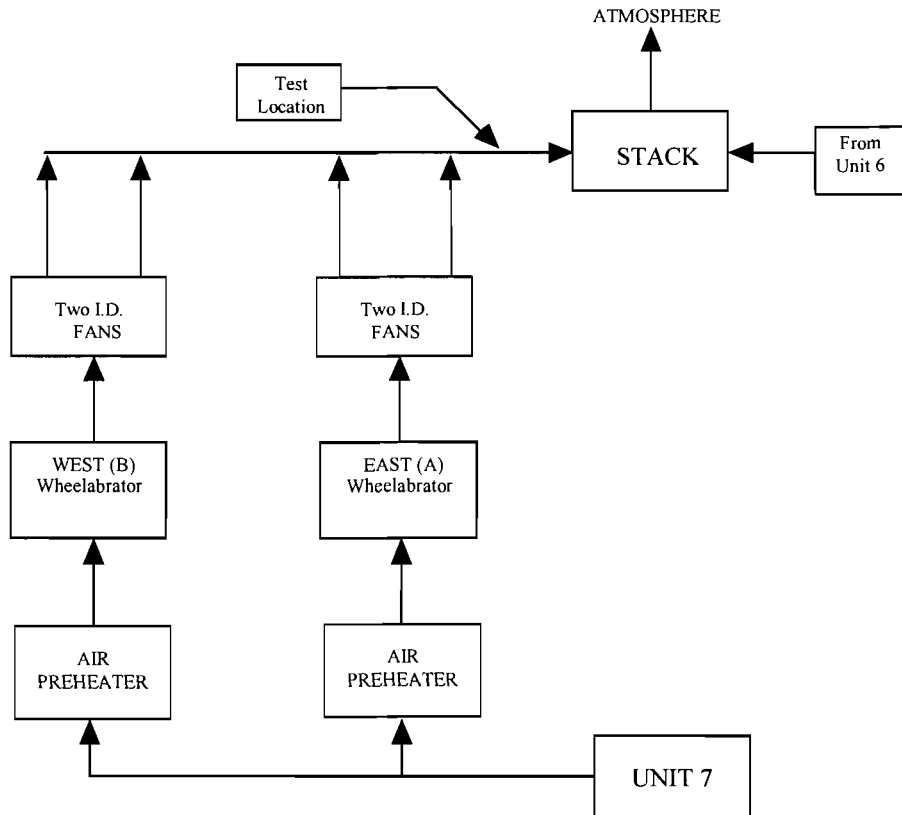 ATMOSPHERE
Test
Location
STACK
From
Unit 6
Two I.D.
FANS
Two I.D.
FANS
WEST (B)
Wheelabrator
EAST (A)
Wheelabrator
AIR
PREHEATER
AIR
PREHEATER
UNIT 7